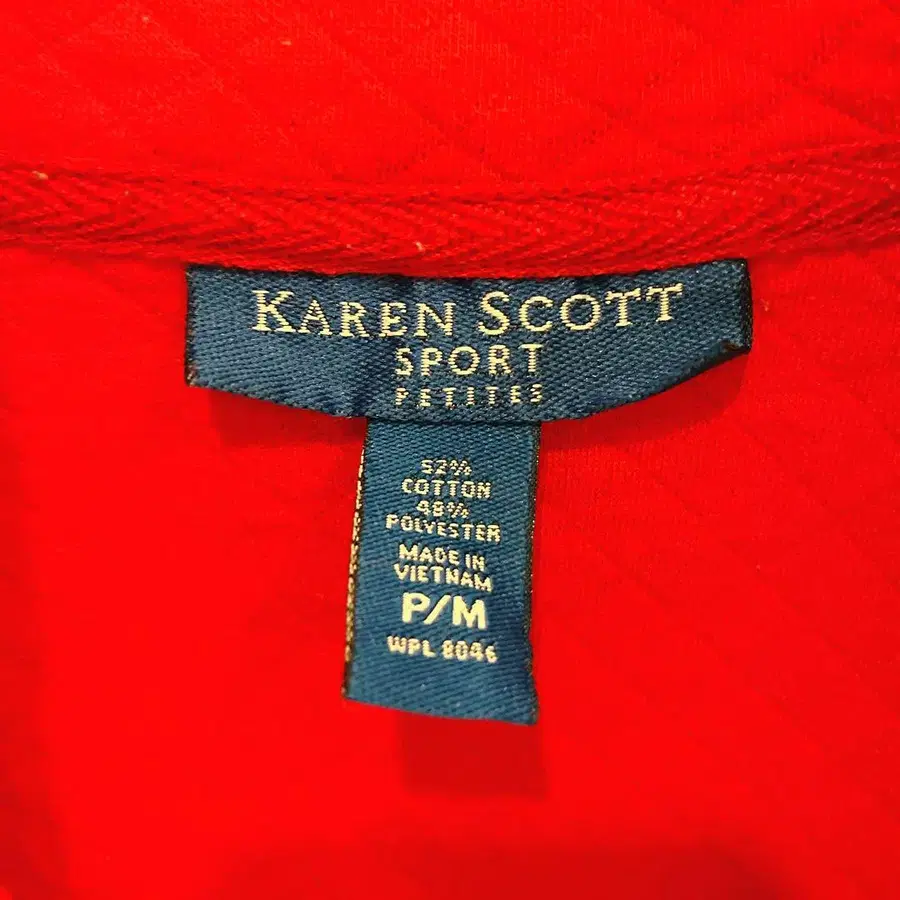 KAREN SCOTT
SPORT
PETITES
52%
COTTON
48%
POLYESTER
MADE IN
VIETNAM
P/M
WPL 8046